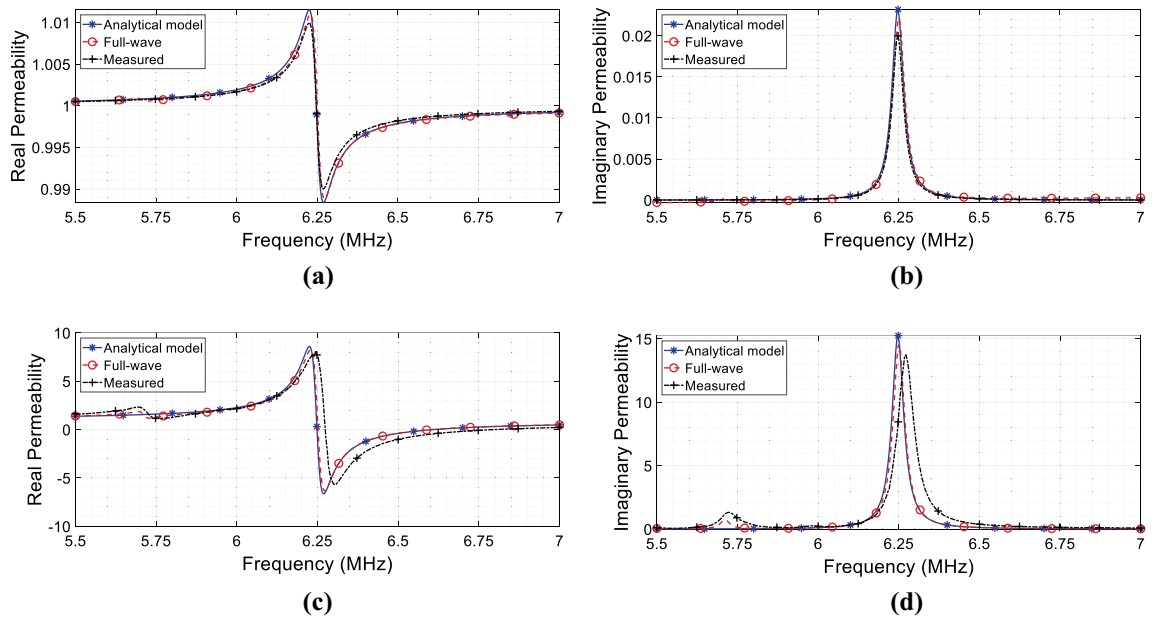 Real Permeability
1.01
1.005
1
0.995
0.99
Analytical model
Full-wave
Measured
5.5 5.75 6 6.25 6.5 6.75 7
Frequency (MHz)
(a)
Imaginary Permeability
0.02
0.015
0.01
0.005
0
Analytical model
Full-wave
Measured
5.5 5.75 6 6.25 6.5 6.75 7
Frequency (MHz)
(b)
Real Permeability
10
5
0
-5
-10
Analytical model
Full-wave
Measured
5.5 5.75 6 6.25 6.5 6.75 7
Frequency (MHz)
(c)
Imaginary Permeability
15
10
5
0
Analytical model
Full-wave
Measured
5.5 5.75 6 6.25 6.5 6.75 7
Frequency (MHz)
(d)